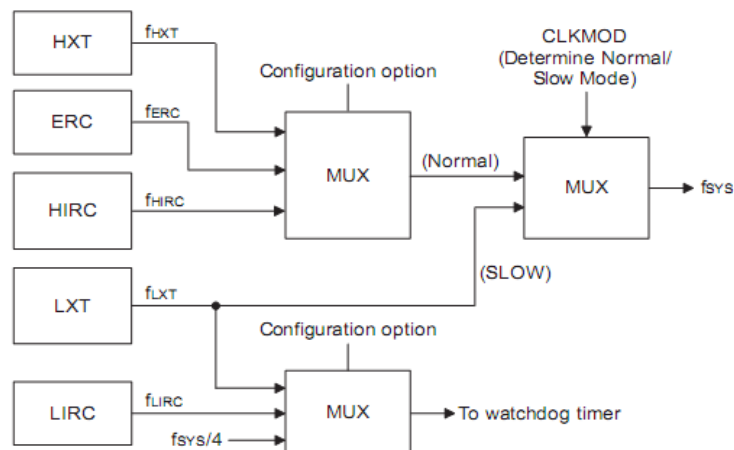 HXT
fHXT
CLKMOD
(Determine Normal/
Slow Mode)
Configuration option
ERC
fERC
MUX
(Normal)
MUX
fSYS
HIRC
fHIRC
(SLOW)
LXT
fLXT
Configuration option
LIRC
fLIRC
MUX
To watchdog timer
fSYS/4